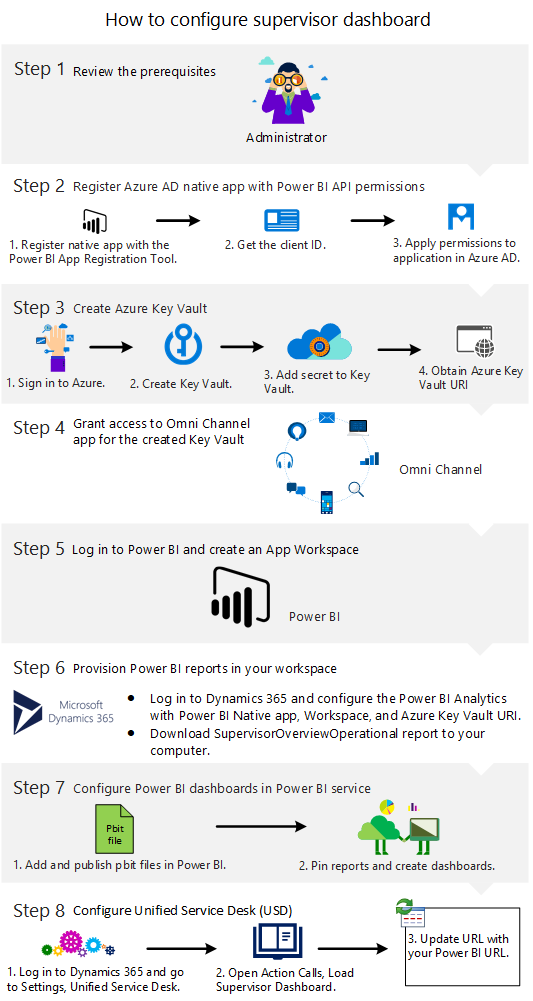 How to configure supervisor dashboard
Step 1 Review the prerequisites
Administrator
Step 2 Register Azure AD native app with Power BI API permissions
1. Register native app with the
Power BI App Registration Tool.
2. Get the client ID.
3. Apply permissions to
application in Azure AD.
Step 3 Create Azure Key Vault
1. Sign in to Azure.
2. Create Key Vault.
3. Add secret to Key
Vault.
4. Obtain Azure Key
Vault URI
Step 4 Grant access to Omni Channel
app for the created Key Vault
Omni Channel
Step 5 Log in to Power BI and create an App Workspace
Power BI
Step 6 Provision Power BI reports in your workspace
Microsoft
Dynamics 365
● Log in to Dynamics 365 and configure the Power BI Analytics
with Power BI Native app, Workspace, and Azure Key Vault URI.
● Download SupervisorOverviewOperational report to your
computer.
Step 7 Configure Power BI dashboards in Power BI service
Pbit
file
1. Add and publish pbit files in Power BI.
2. Pin reports and create dashboards.
Step 8 Configure Unified Service Desk (USD)
1. Log in to Dynamics 365 and go
to Settings, Unified Service Desk.
2. Open Action Calls, Load
Supervisor Dashboard.
3. Update URL with
your Power BI URL.